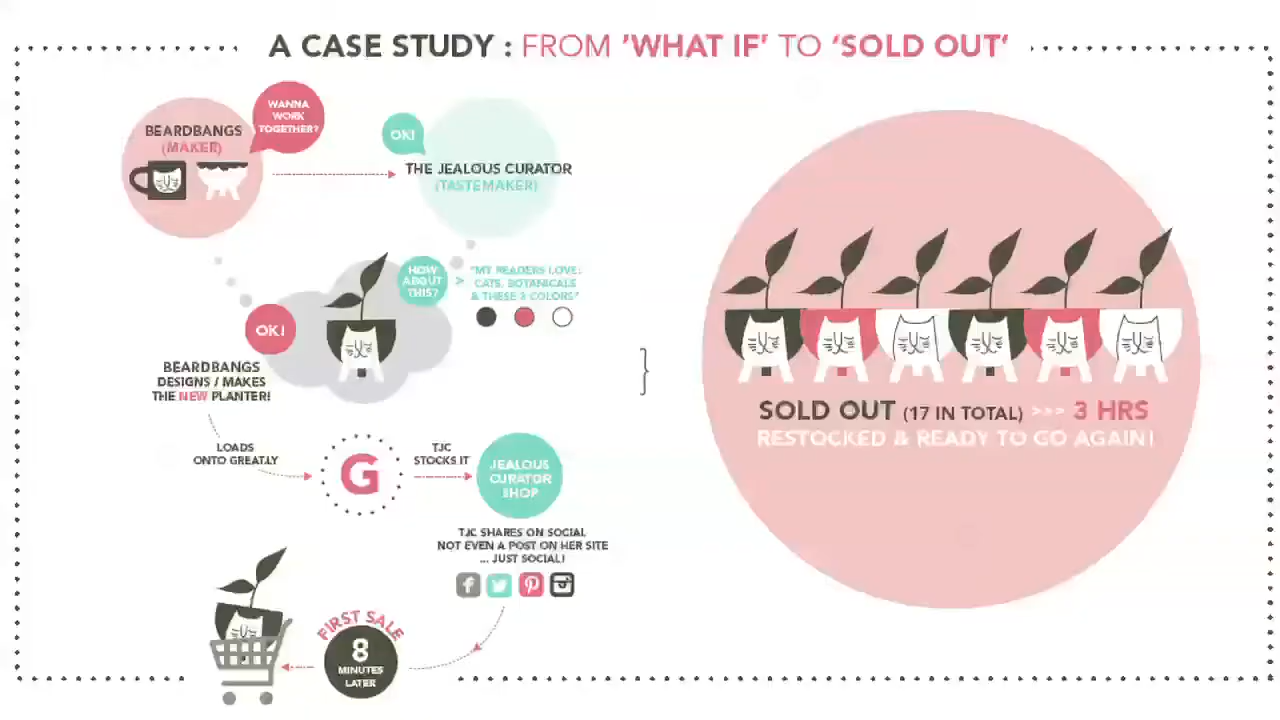 A CASE STUDY : FROM 'WHAT IF' TO 'SOLD OUT'
WANNA
WORK
TOGETHER?
BEARDBANGS
(MAKER)
OK!
THE JEALOUS CURATOR
(TASTEMAKER)
HOW
ABOUT
THIS?
> "MY READERS LOVE:
CATS, BOTANICALS
& THESE 3 COLORS"
OK!
BEARDBANGS
DESIGNS / MAKES
THE NEW PLANTER!
LOADS
ONTO GREATLY
G
TJC
STOCKS IT
JEALOUS
CURATOR
SHOP
TJC SHARES ON SOCIAL
NOT EVEN A POST ON HER SITE
... JUST SOCIAL!
FIRST SALE
8
MINUTES
LATER
}
SOLD OUT (17 IN TOTAL) >>> 3 HRS
RESTOCKED & READY TO GO AGAIN!